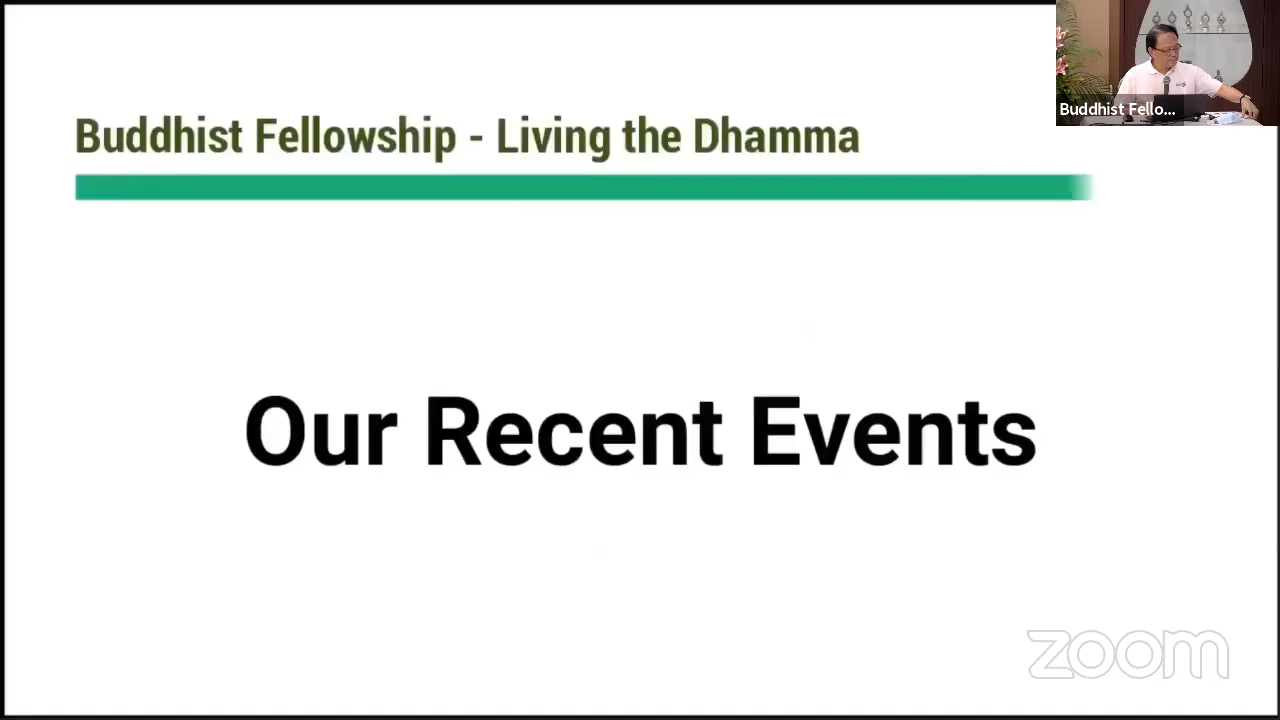 Buddhist Fellowship - Living the Dhamma
Buddhist Fello...
Our Recent Events
zoom